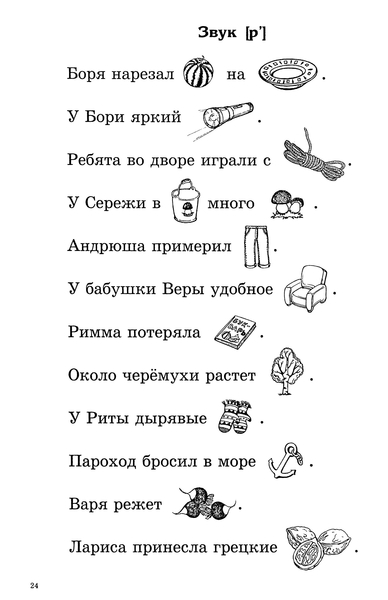 Звук [р']
Боря нарезал на .
У Бори яркий .
Ребята во дворе играли с .
У Сережи в много .
Андрюша примерил .
У бабушки Веры удобное .
БУК-
ВАРЬ
Римма потеряла .
Около черёмухи растет .
У Риты дырявые .
Пароход бросил в море .
Варя режет .
Лариса принесла грецкие .
24